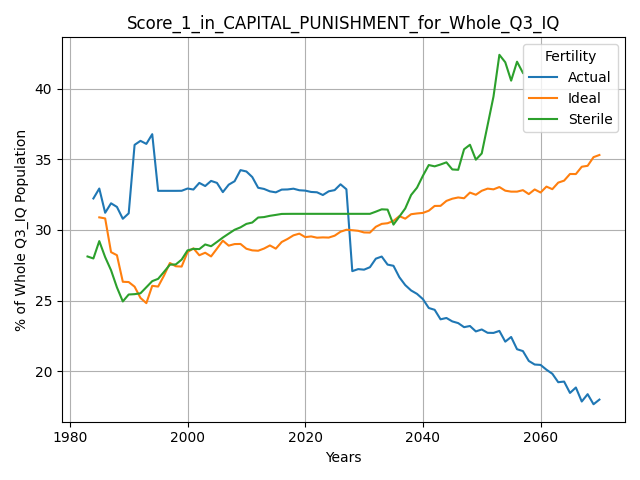 Score_1_in_CAPITAL_PUNISHMENT_for_Whole_Q3_IQ
% of Whole Q3_IQ Population
40
35
30
25
20
Fertility
Actual
Ideal
Sterile
1980 2000 2020 2040 2060
Years